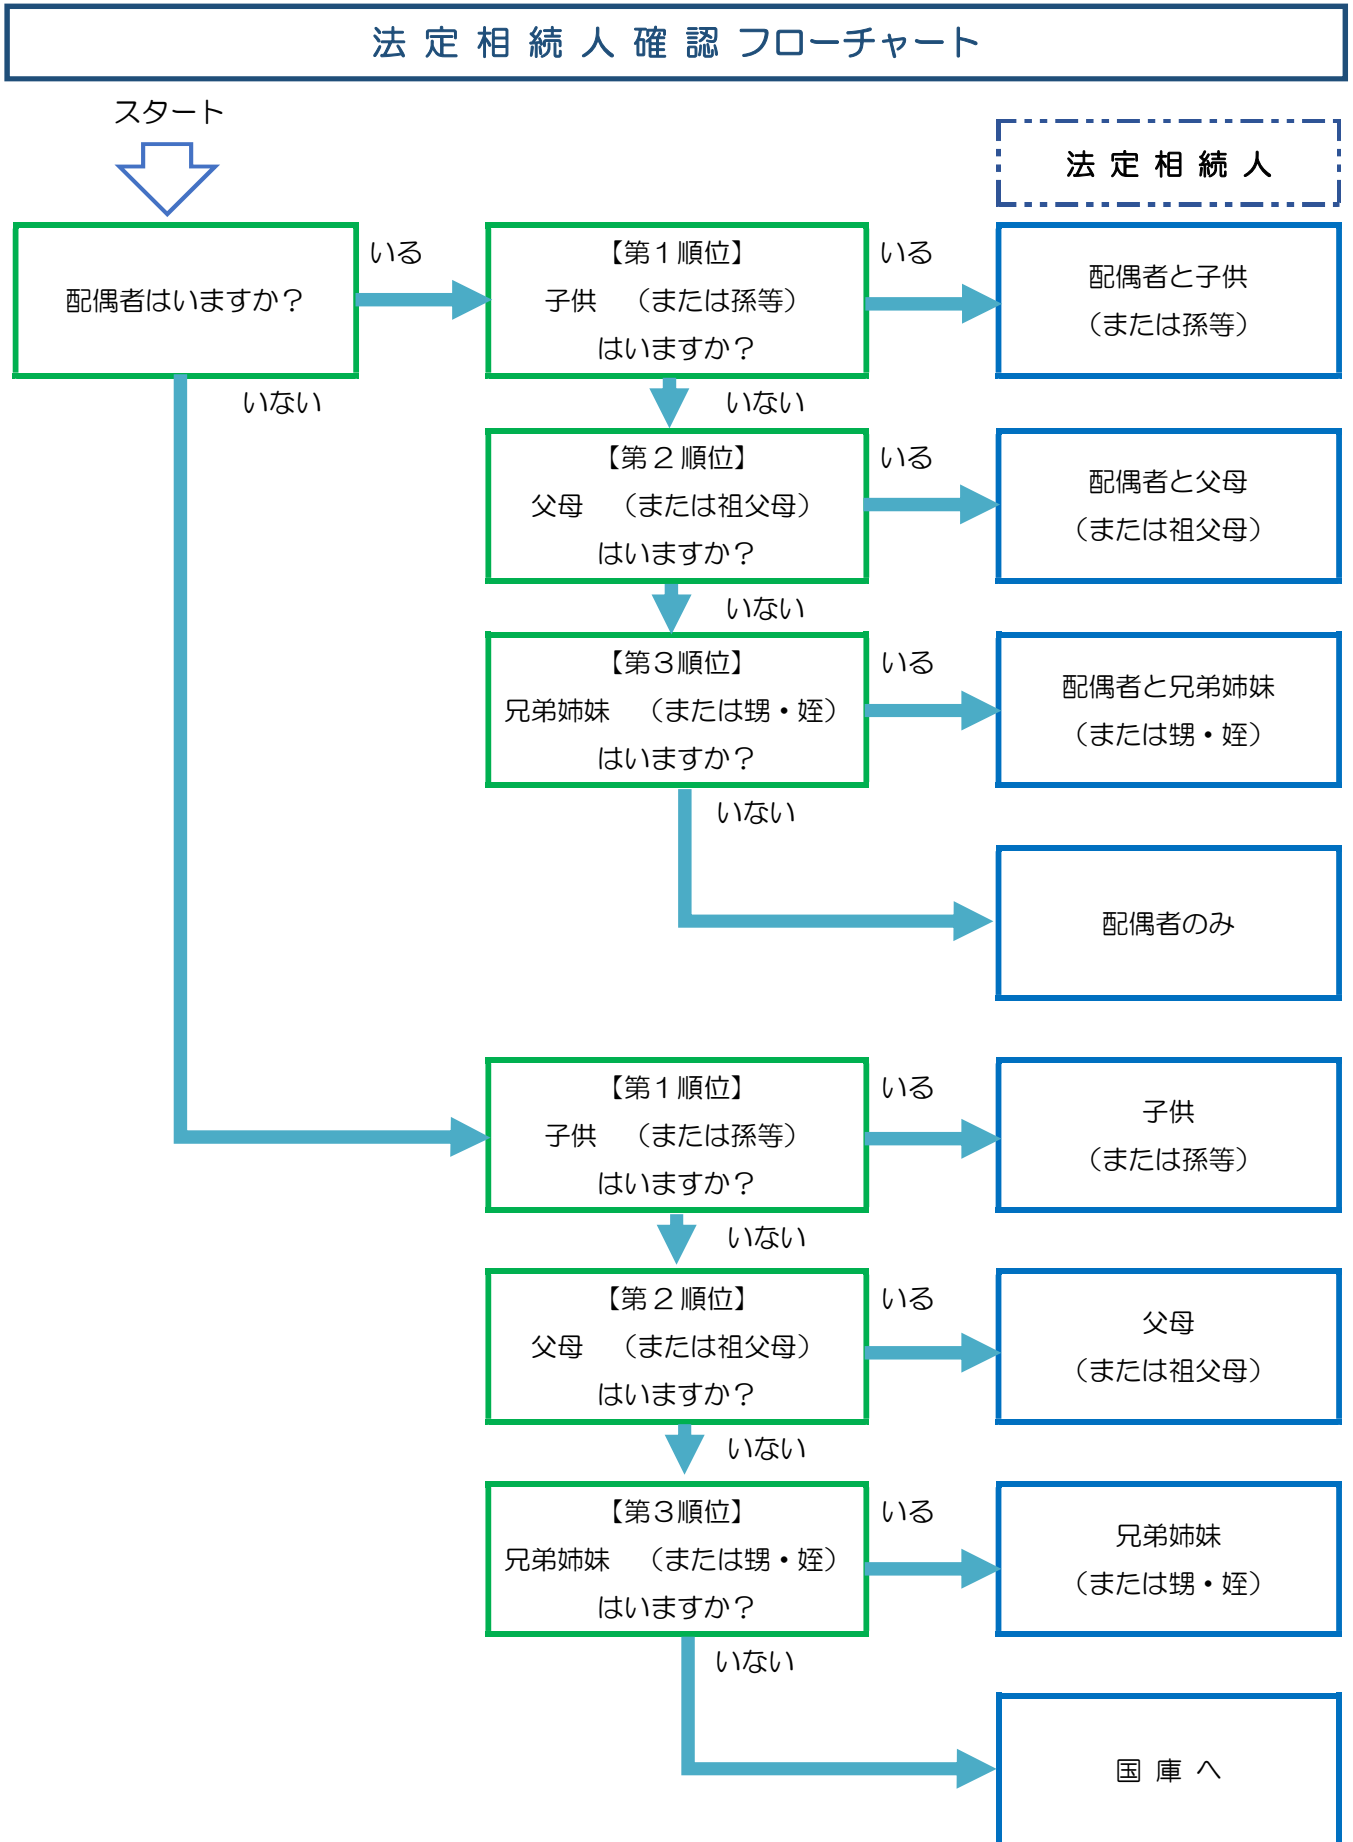 法 定 相 続 人 確 認 フローチャート
スタート
法 定 相 続 人
配偶者はいますか？
いる
【第１順位】
子供　（または孫等）
はいますか？
いる
配偶者と子供
（または孫等）
いない
いない
【第２順位】
父母　（または祖父母）
はいますか？
いる
配偶者と父母
（または祖父母）
いない
【第３順位】
兄弟姉妹　（または甥・姪）
はいますか？
いる
配偶者と兄弟姉妹
（または甥・姪）
いない
配偶者のみ
【第１順位】
子供　（または孫等）
はいますか？
いる
子供
（または孫等）
いない
【第２順位】
父母　（または祖父母）
はいますか？
いる
父母
（または祖父母）
いない
【第３順位】
兄弟姉妹　（または甥・姪）
はいますか？
いる
兄弟姉妹
（または甥・姪）
いない
国 庫 へ